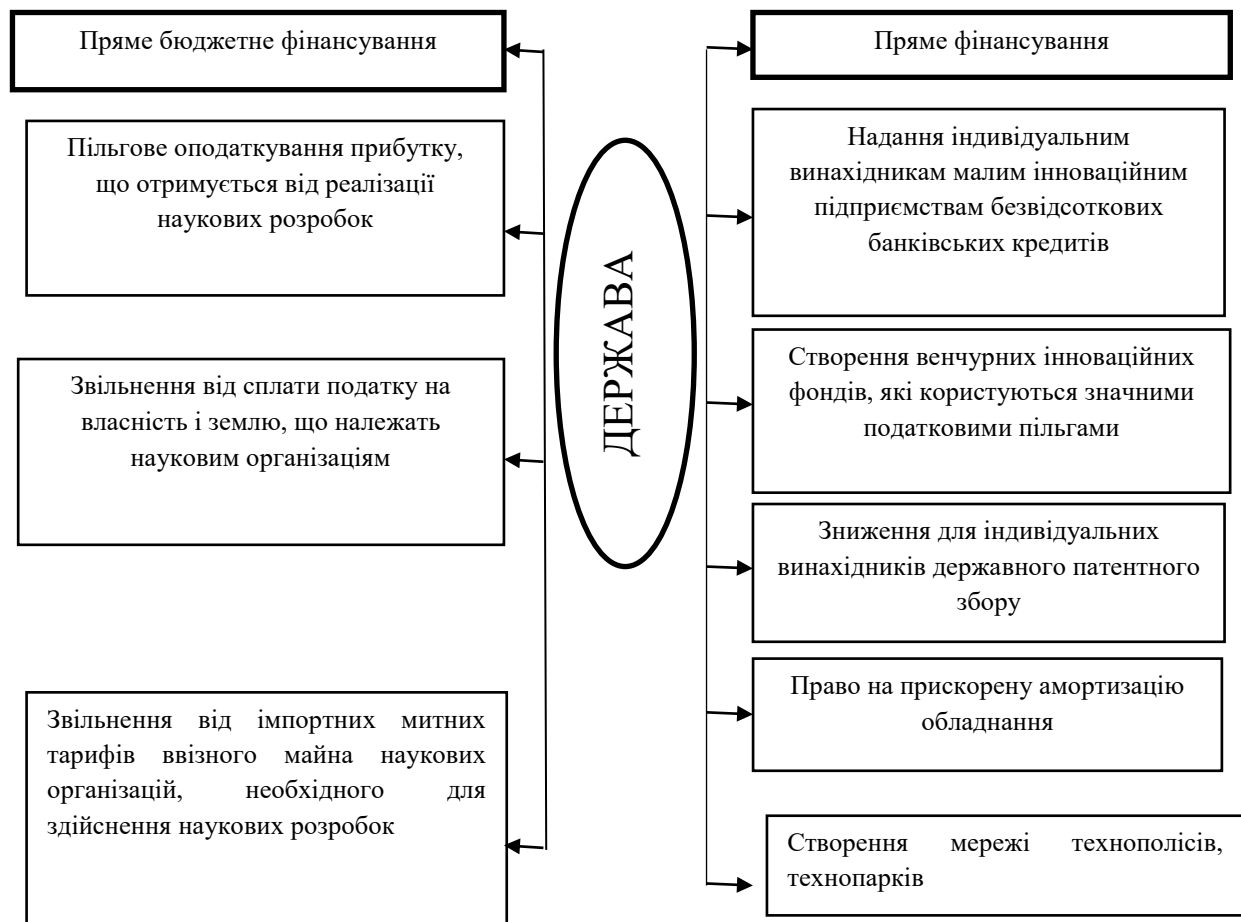 Пряме бюджетне фінансування
Пільгове оподаткування прибутку,
що отримується від реалізації
наукових розробок
Звільнення від сплати податку на
власність і землю, що належать
науковим організаціям
Звільнення від імпортних митних
тарифів ввізного майна наукових
організацій, необхідного для
здійснення наукових розробок
ДЕРЖАВА
Пряме фінансування
Надання індивідуальним
винахідникам малим інноваційним
підприємствам безвідсоткових
банківських кредитів
Створення венчурних інноваційних
фондів, які користуються значними
податковими пільгами
Зниження для індивідуальних
винахідників державного патентного
збору
Право на прискорену амортизацію
обладнання
Створення мережі технополісів,
технопарків